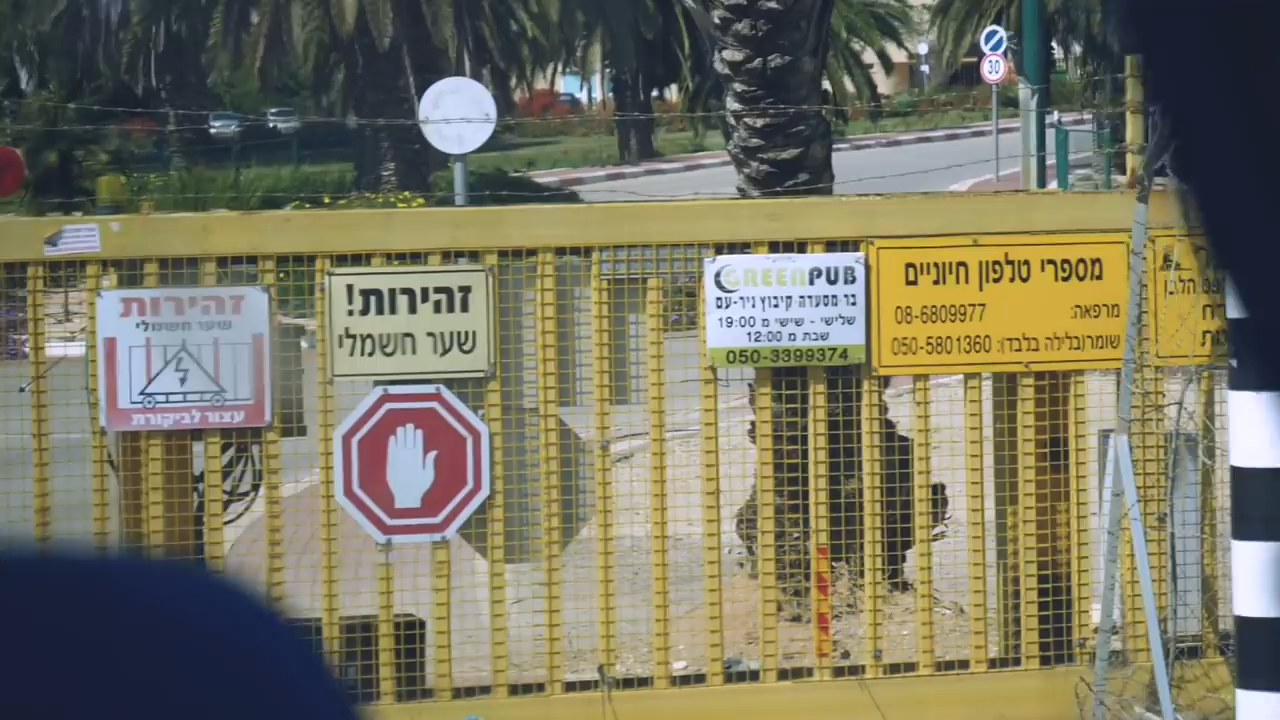 זהירות
שער חשמלי
עצור לביקורת
זהירות!
שער חשמלי
GREENPUB
בר מסעדה קיבוץ ניר-עם
שלישי - שישי מ 19:00
שבת מ 12:00
050-3399374
מספרי טלפון חיוניים
מרפאה: 08-6809977
שומר(בלילה בלבד): 050-5801360
30